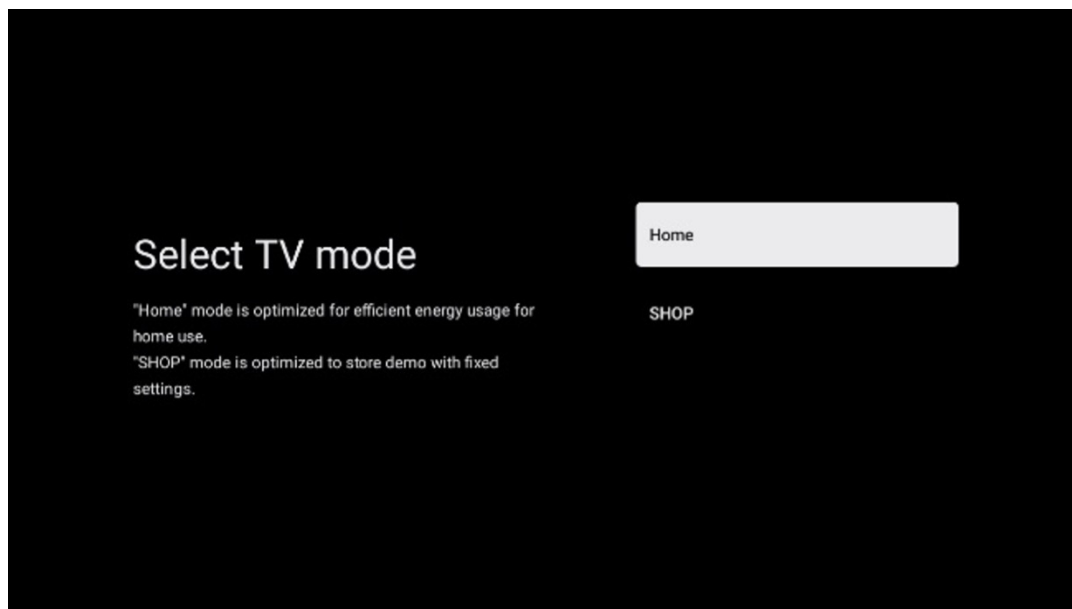 Select TV mode
"Home" mode is optimized for efficient energy usage for
home use.
"SHOP" mode is optimized to store demo with fixed
settings.
Home
SHOP